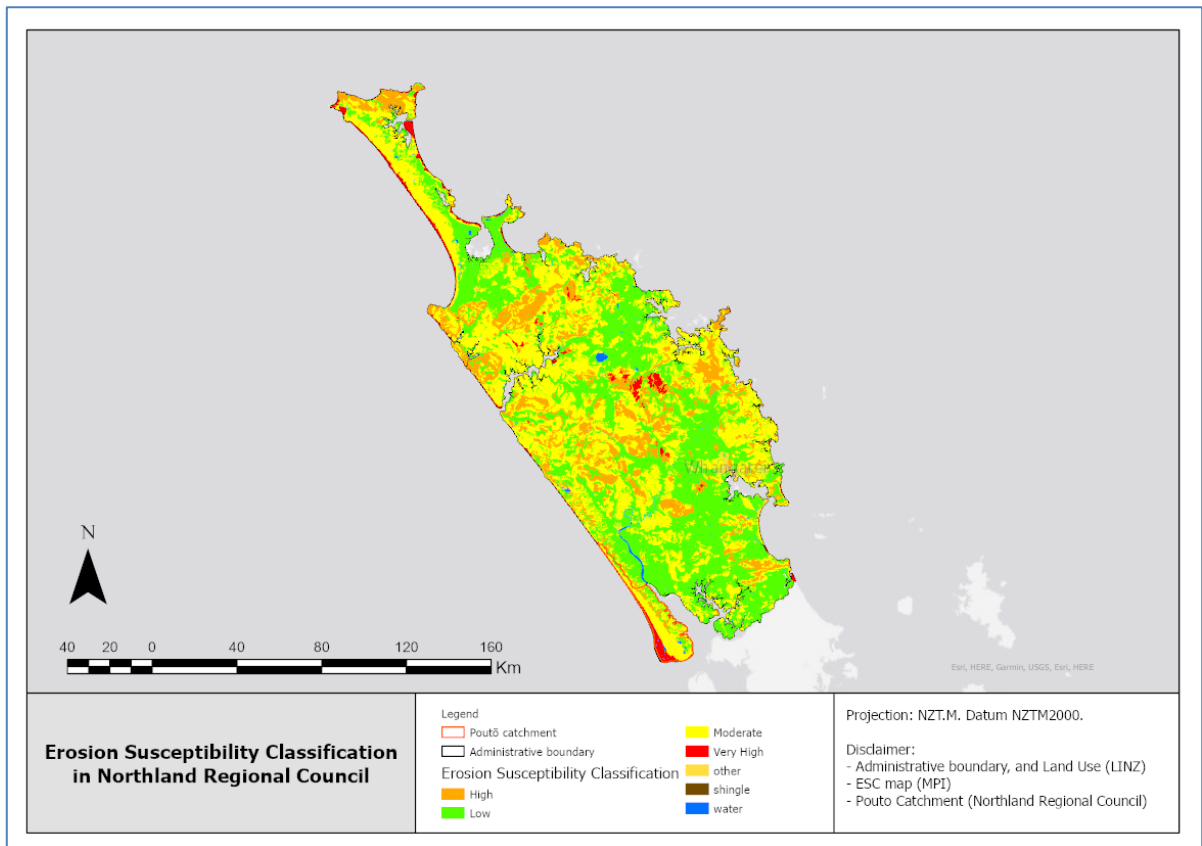 Whangarei
N
40 20 0 40 80 120 160
Km
Esri, HERE, Garmin, USGS, Esri, HERE
Erosion Susceptibility Classification
in Northland Regional Council
Legend
Poutō catchment
Administrative boundary
Erosion Susceptibility Classification
High
Low
Moderate
Very High
other
shingle
water
Projection: NZT.M. Datum NZTM2000.
Disclaimer:
- Administrative boundary, and Land Use (LINZ)
- ESC map (MPI)
- Pouto Catchment (Northland Regional Council)